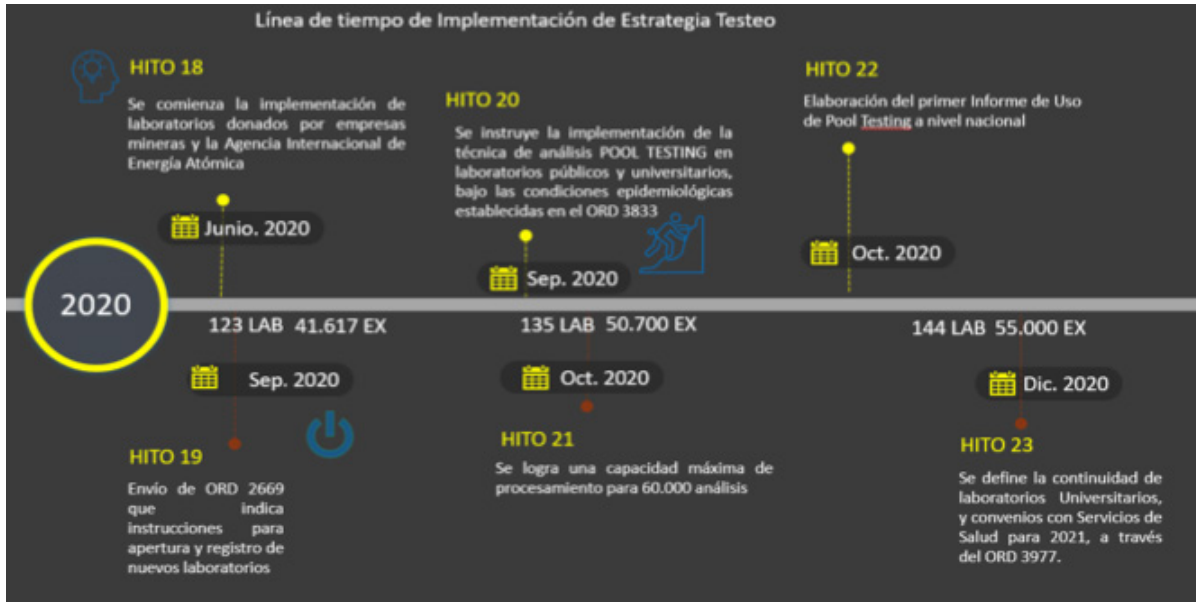 Línea de tiempo de Implementación de Estrategia Testeo
HITO 18
Se comienza la implementación de
laboratorios donados por empresas
mineras y la Agencia Internacional de
Energía Atómica
Junio. 2020
HITO 20
Se instruye la implementación de la
técnica de análisis POOL TESTING en
laboratorios públicos y universitarios,
bajo las condiciones epidemiológicas
establecidas en el ORD 3833
Sep. 2020
HITO 22
Elaboración del primer Informe de Uso
de Pool Testing a nivel nacional
Oct. 2020
2020
123 LAB 41.617 EX
135 LAB 50.700 EX
144 LAB 55.000 EX
Sep. 2020
HITO 19
Envío de ORD 2669
que indica
instrucciones para
apertura y registro de
nuevos laboratorios
Oct. 2020
HITO 21
Se logra una capacidad máxima de
procesamiento para 60.000 análisis
Dic. 2020
HITO 23
Se define la continuidad de
laboratorios Universitarios,
y convenios con Servicios de
Salud para 2021, a través
del ORD 3977.